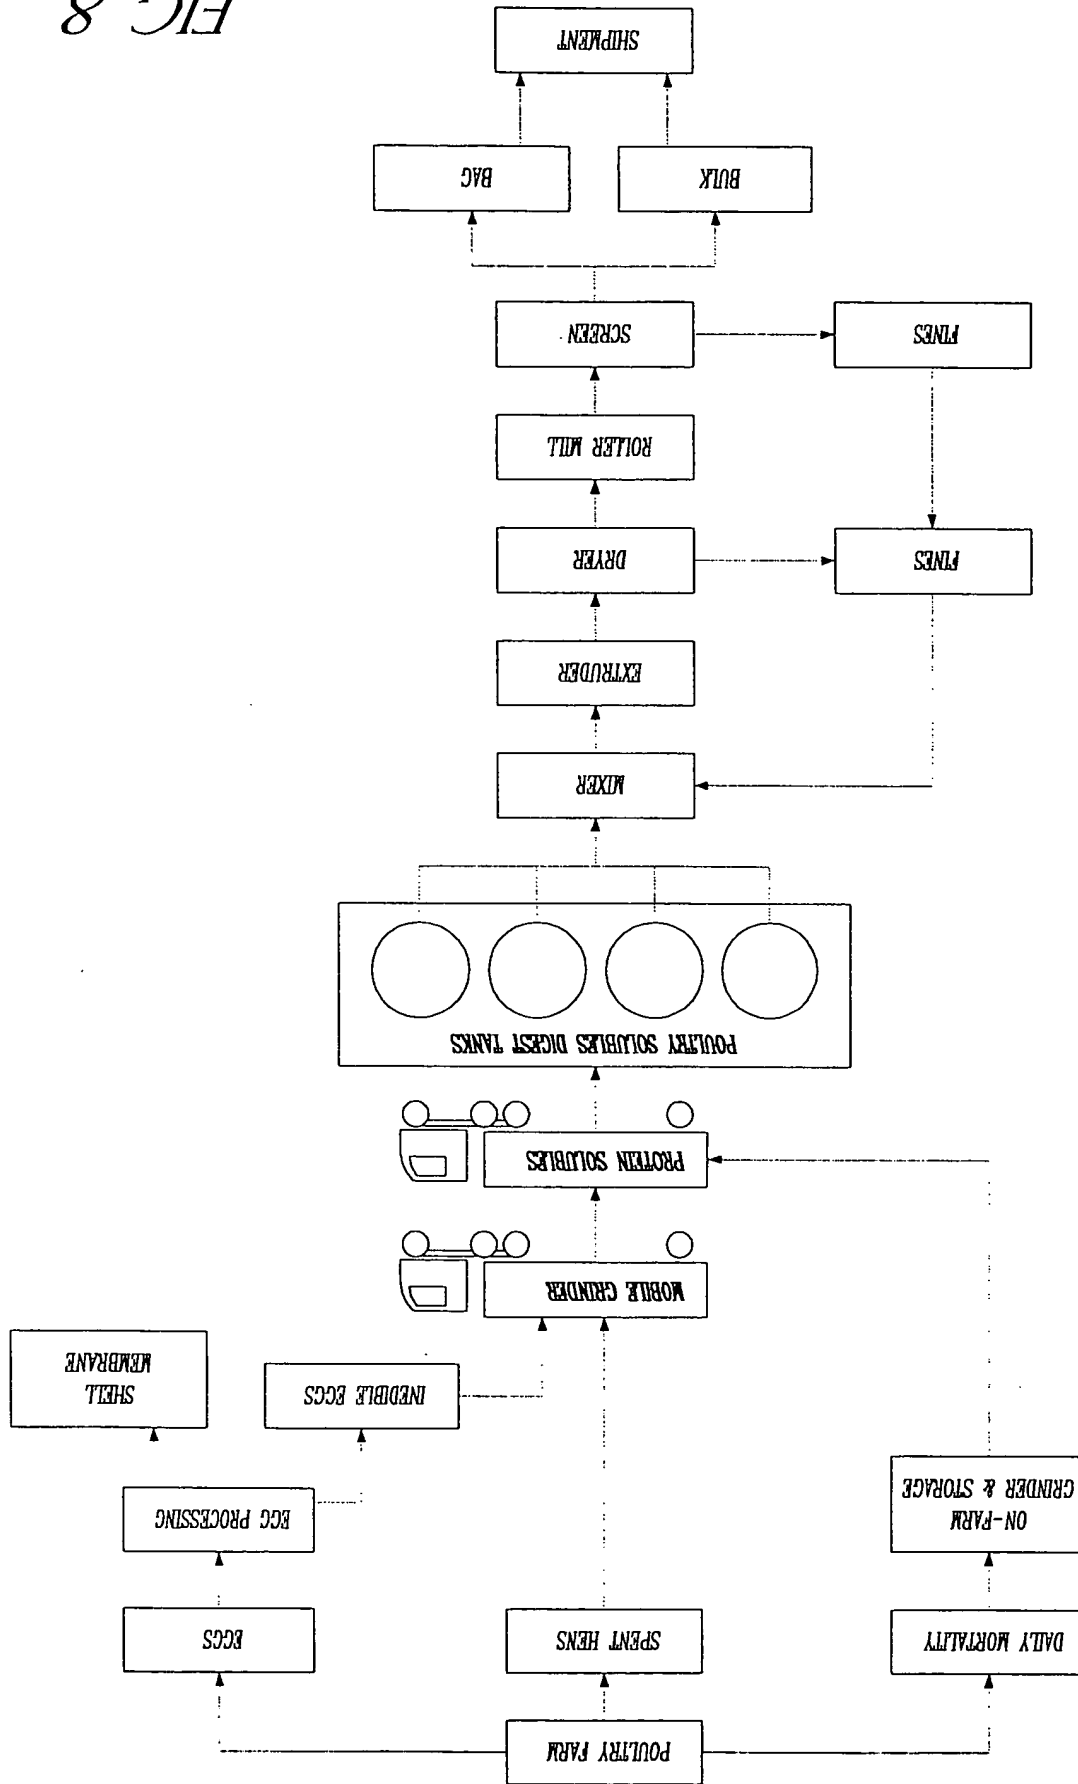 POULTRY FARM
DAILY MORTALITY
SPENT HENS
EGGS
ON-FARM
GRINDER & STORAGE
EGG PROCESSING
INEDIBLE EGGS
SHELL
MEMBRANE
MOBILE GRINDER
PROTEIN SOLUBLES
POULTRY SOLUBLES DIGEST TANKS
MIXER
EXTRUDER
FINES
DRYER
ROLLER MILL
FINES
SCREEN
BULK
BAG
SHIPMENT
FIG 8